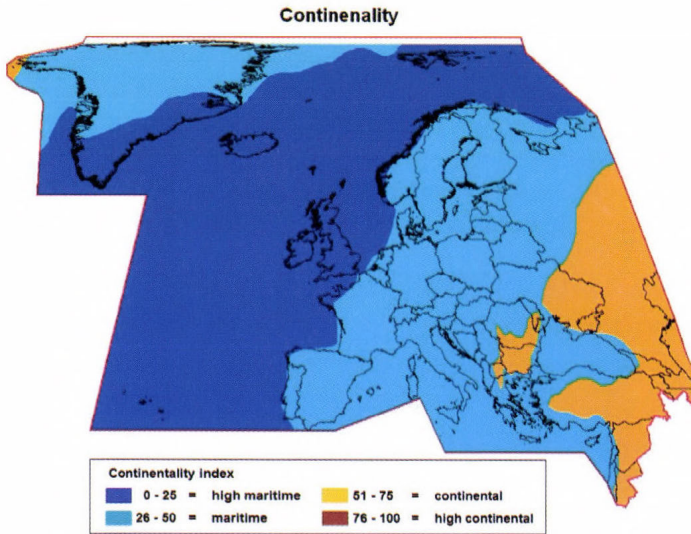 Continenality
Continentality index
0 - 25 = high maritime
51 - 75 = continental
26 - 50 = maritime
76 - 100 = high continental